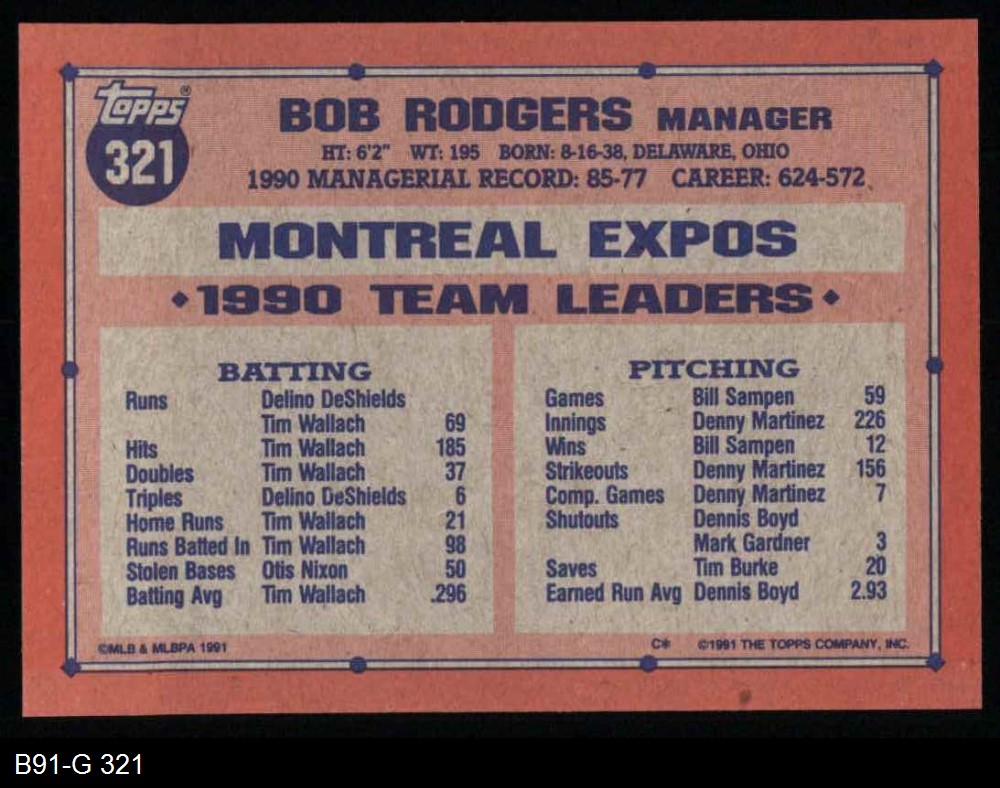 Topps®
321
BOB RODGERS MANAGER
HT: 6'2" WT: 195 BORN: 8-16-38, DELAWARE, OHIO
1990 MANAGERIAL RECORD: 85-77 CAREER: 624-572
MONTREAL EXPOS
1990 TEAM LEADERS
BATTING
Runs Delino DeShields
Tim Wallach 69
Hits Tim Wallach 185
Doubles Tim Wallach 37
Triples Delino DeShields 6
Home Runs Tim Wallach 21
Runs Batted In Tim Wallach 98
Stolen Bases Otis Nixon 50
Batting Avg Tim Wallach .296
PITCHING
Games Bill Sampen 59
Innings Denny Martinez 226
Wins Bill Sampen 12
Strikeouts Denny Martinez 156
Comp. Games Denny Martinez 7
Shutouts Dennis Boyd
Mark Gardner 3
Saves Tim Burke 20
Earned Run Avg Dennis Boyd 2.93
©MLB & MLBPA 1991
C* ©1991 THE TOPPS COMPANY, INC.
B91-G 321